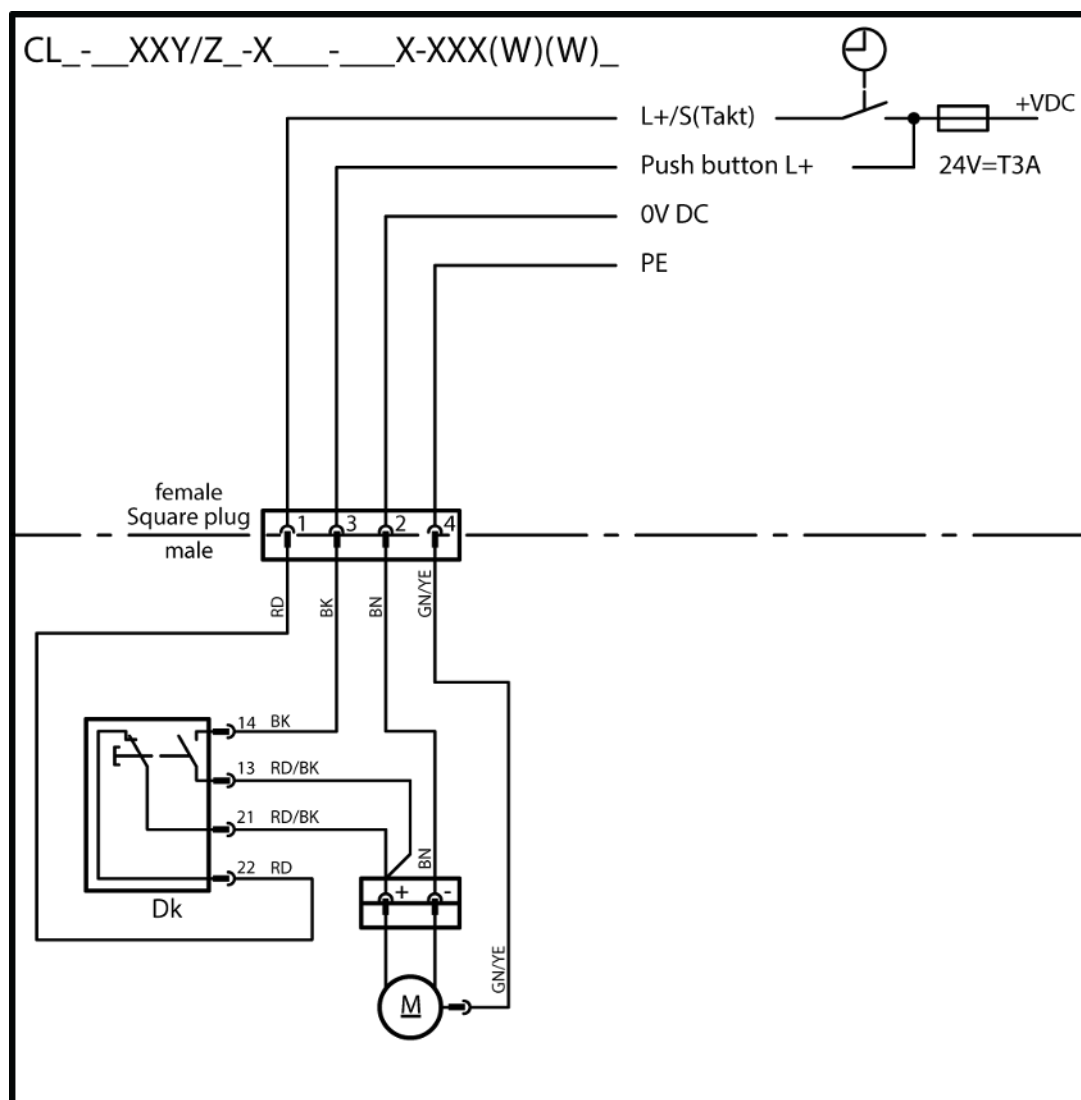 CL_-__XXY/Z_-X___-___X-XXX(W)(W)_
L+/S(Takt)
+VDC
Push button L+
24V=T3A
0V DC
PE
female
Square plug
male
1
3
2
4
RD
BK
BN
GN/YE
14
BK
13
RD/BK
21
RD/BK
22
RD
Dk
BN
+
-
GN/YE
M